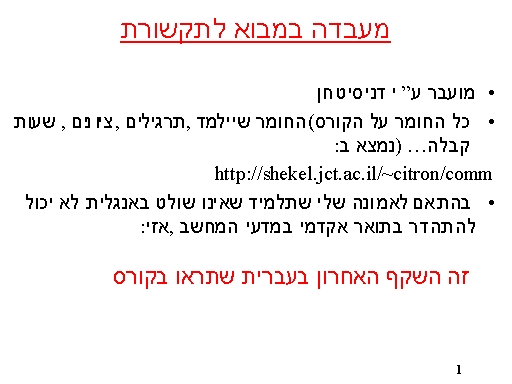 מעבדה במבוא לתקשורת
• מועבר ע”י דניסיטחן
• כל החומר על הקורס(החומר שיילמד ,תרגילים ,ציונים , שעות
קבלה… )נמצא ב:
http://shekel.jct.ac.il/~citron/comm
• בהתאם לאמונה שלי שתלמיד שאינו שולט באנגלית לא יכול
להתהדר בתואר אקדמי במדעי המחשב ,אזי:
זה השקף האחרון בעברית שתראו בקורס
1